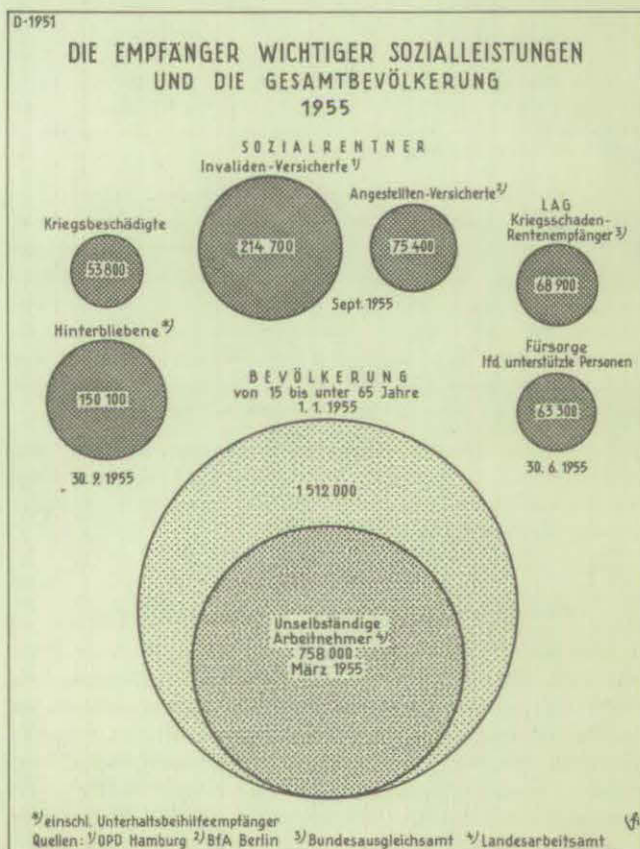 D-1951
DIE EMPFÄNGER WICHTIGER SOZIALLEISTUNGEN
UND DIE GESAMTBEVÖLKERUNG
1955
SOZIALRENTNER
Invaliden-Versicherte 1)
214 700
Angestellten-Versicherte 2)
75 400
Sept. 1955
Kriegsbeschädigte
53 800
Hinterbliebene *)
150 100
30. 9. 1955
LAG
Kriegsschaden-
Rentenempfänger 3)
68 900
Fürsorge
lfd. unterstützte Personen
63 300
30. 6. 1955
BEVÖLKERUNG
von 15 bis unter 65 Jahre
1. 1. 1955
1 512 000
Unselbständige
Arbeitnehmer 4)
758 000
März 1955
*) einschl. Unterhaltsbeihilfeempfänger
Quellen: 1) OPD Hamburg 2) BfA Berlin 3) Bundesausgleichsamt 4) Landesarbeitsamt